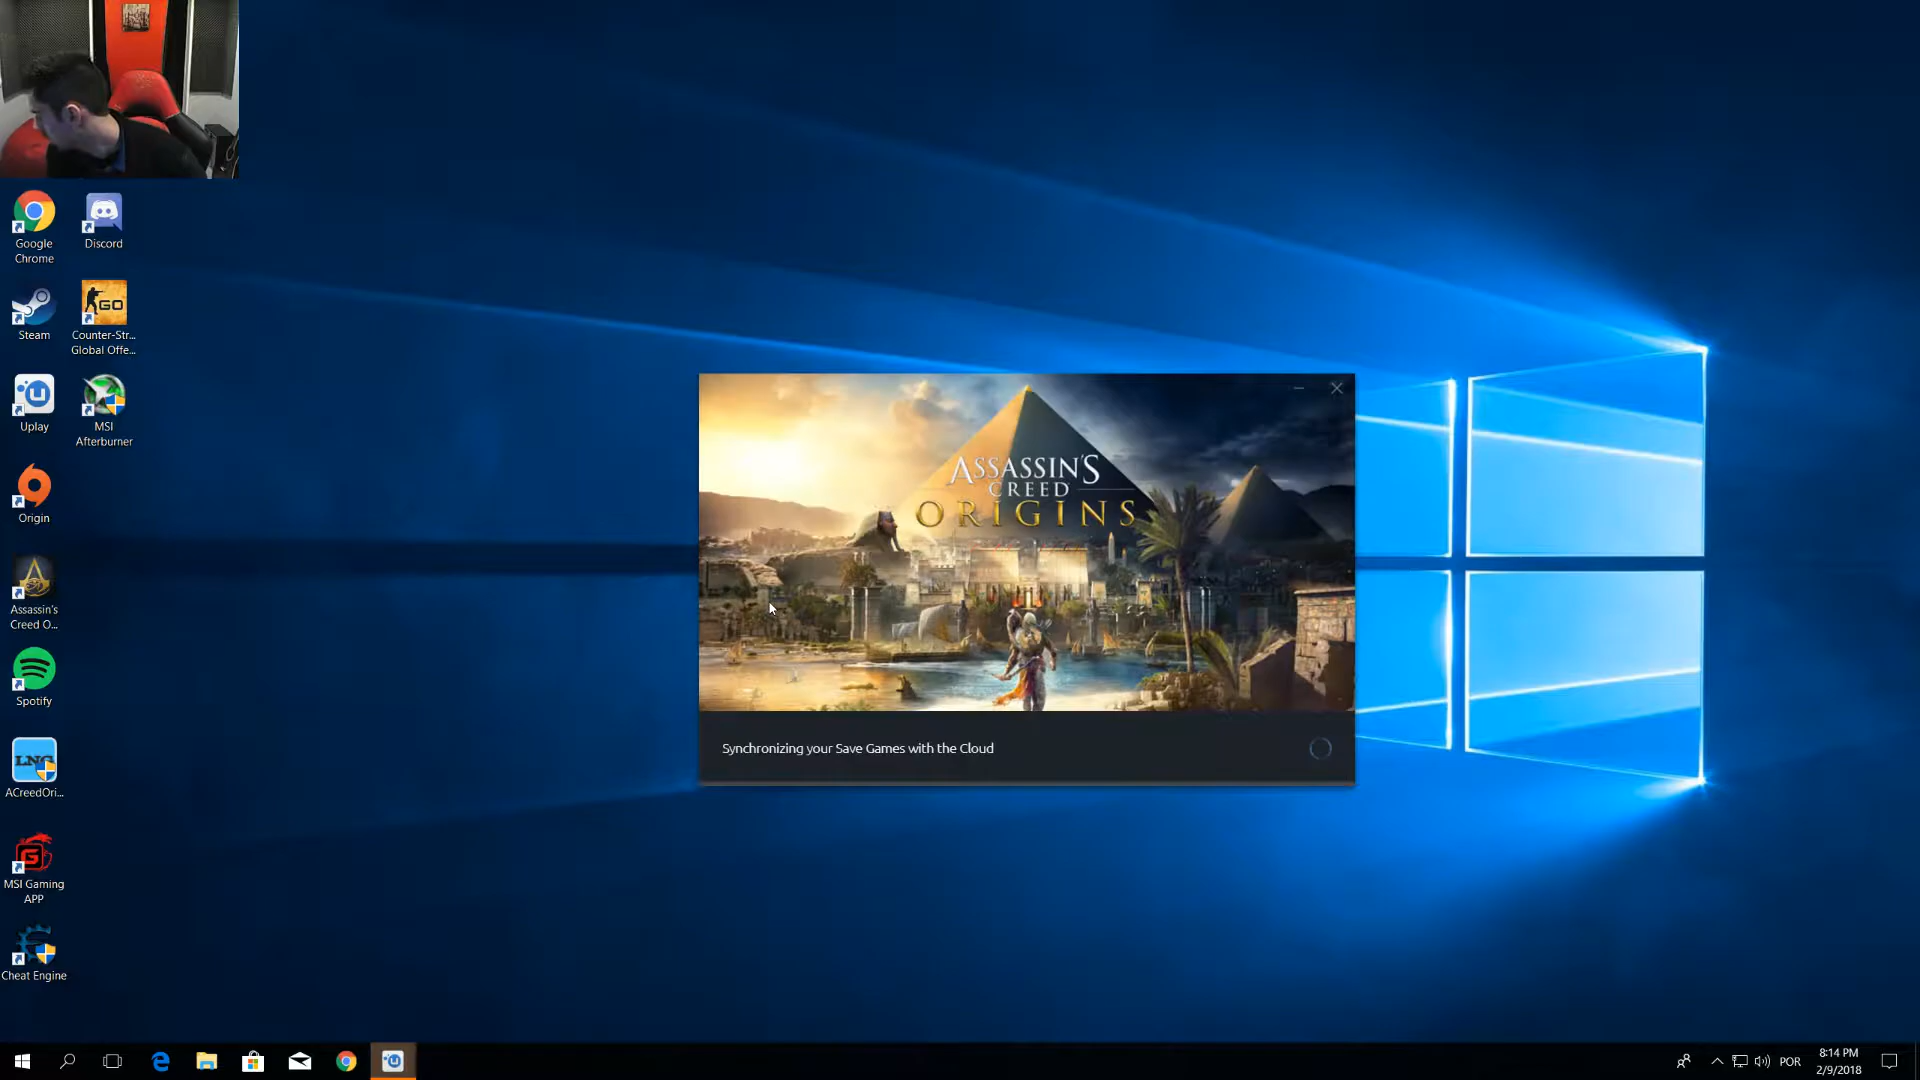 Google
Chrome
Discord
Steam
GO
Counter-Str...
Global Offe...
Uplay
MSI
Afterburner
Origin
Assassin's
Creed O...
Spotify
LNG
ACreedOri...
MSI Gaming
APP
Cheat Engine
ASSASSIN'S
CREED
ORIGINS
Synchronizing your Save Games with the Cloud
POR
8:14 PM
2/9/2018